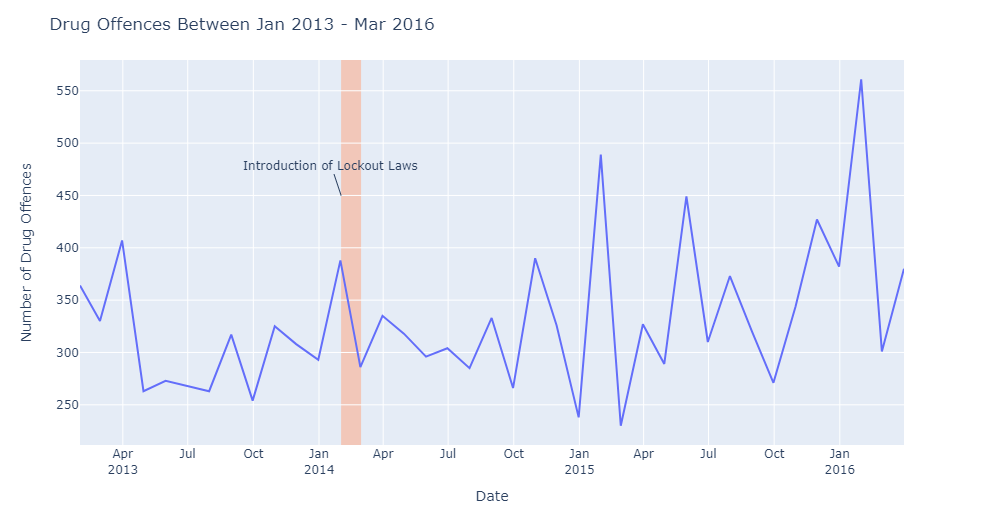 Drug Offences Between Jan 2013 - Mar 2016
Number of Drug Offences
550
500
450
400
350
300
250
Introduction of Lockout Laws
Apr Jul Oct Jan Apr Jul Oct Jan Apr Jul Oct Jan
2013 2014 2015 2016
Date